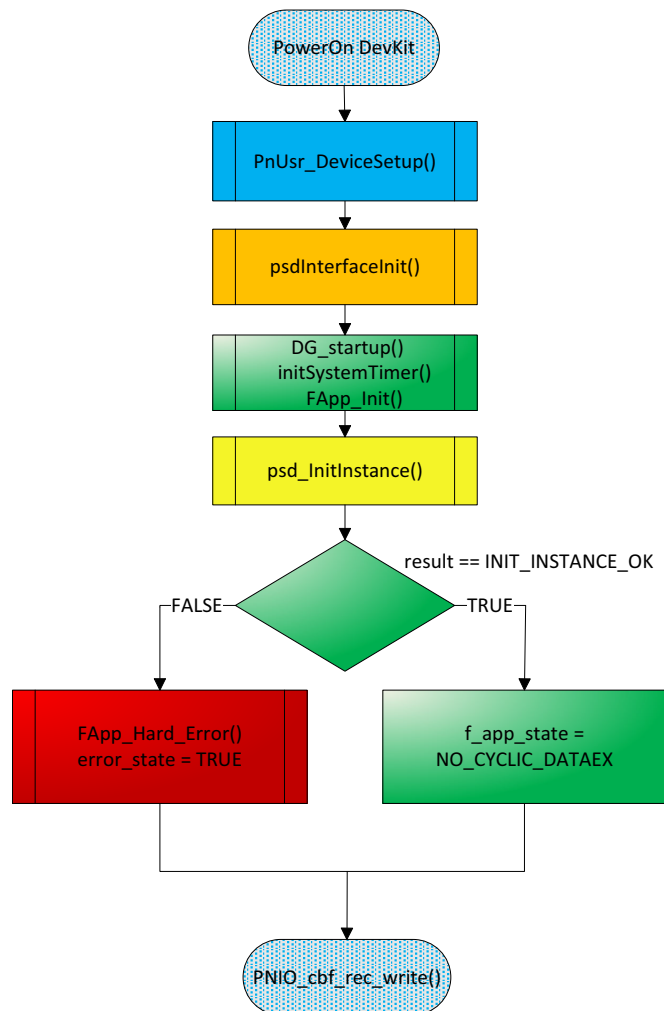 PowerOn DevKit
PnUsr_DeviceSetup()
psdInterfaceInit()
DG_startup()
initSystemTimer()
FApp_Init()
psd_InitInstance()
result == INIT_INSTANCE_OK
FALSE
TRUE
FApp_Hard_Error()
error_state = TRUE
f_app_state =
NO_CYCLIC_DATAEX
PNIO_cbf_rec_write()